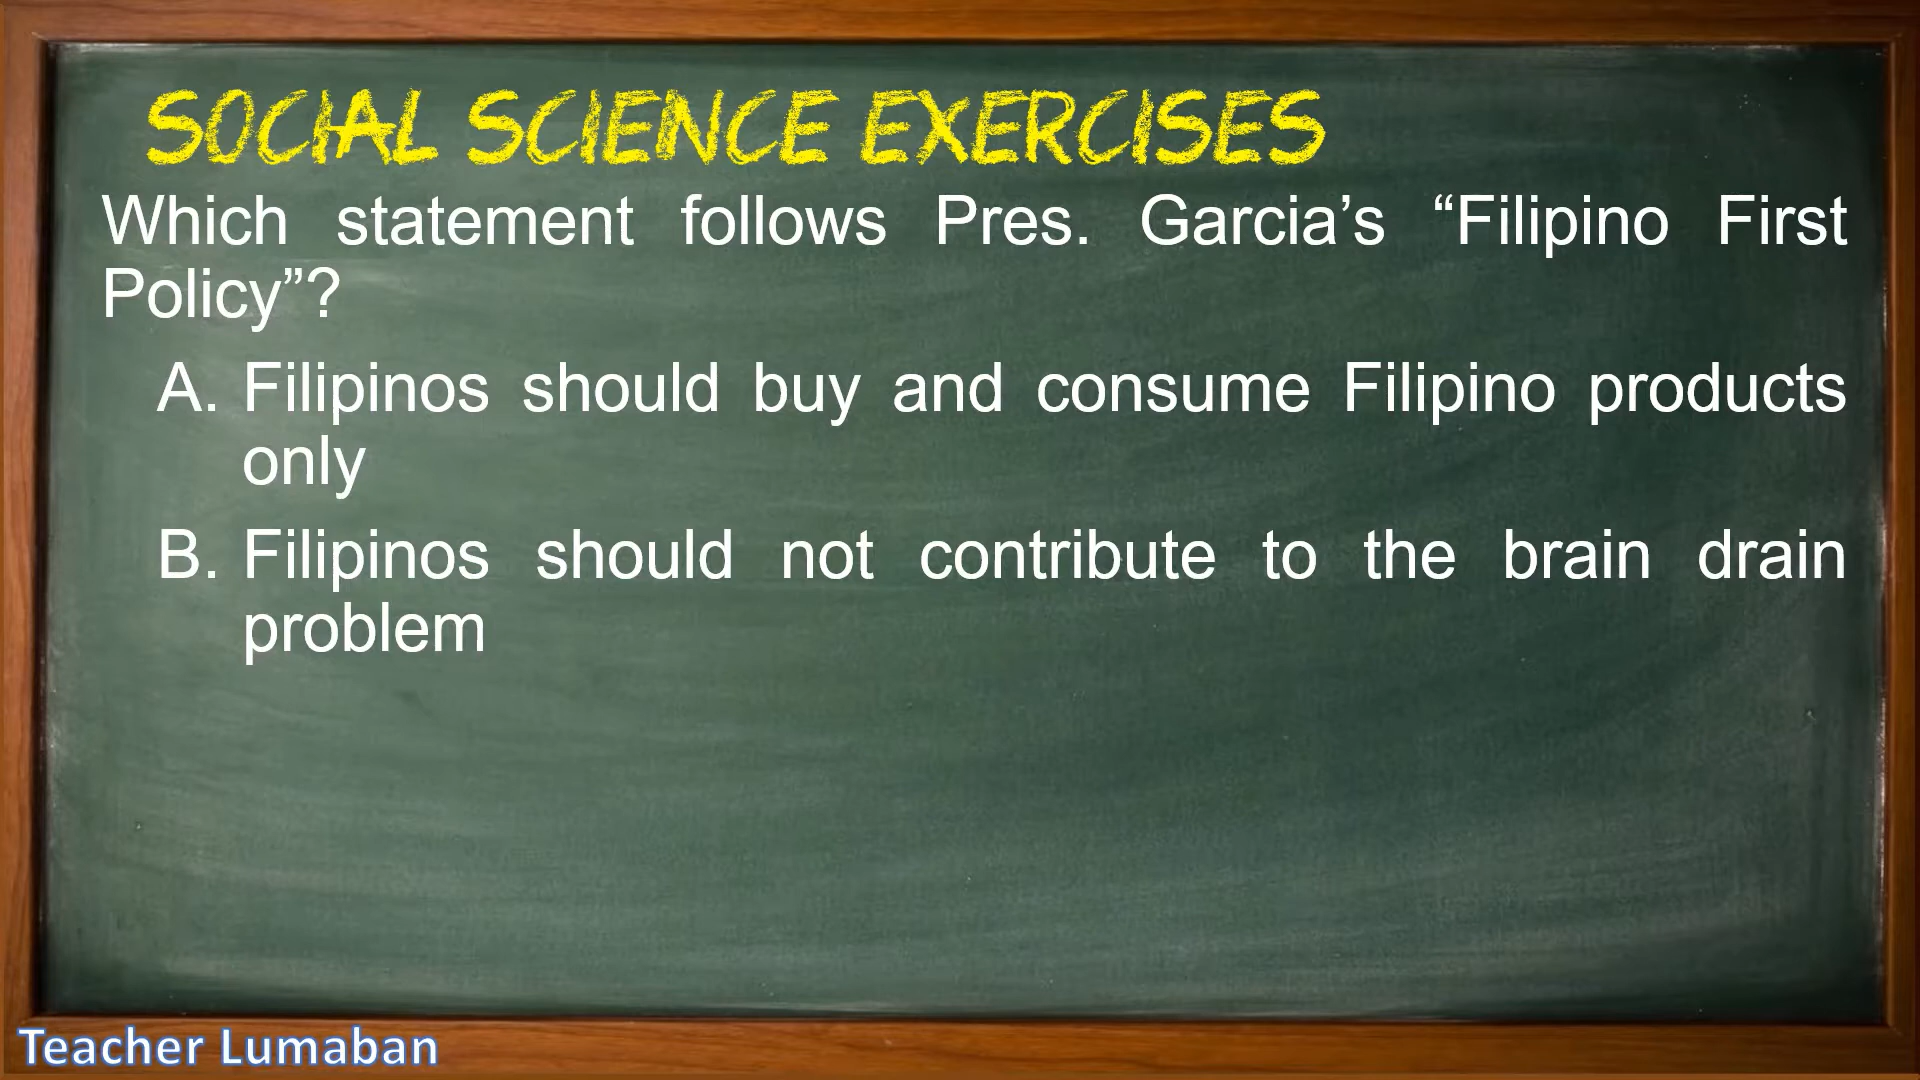 SOCIAL SCIENCE EXERCISES
Which statement follows Pres. Garcia’s “Filipino First
Policy”?
A. Filipinos should buy and consume Filipino products
only
B. Filipinos should not contribute to the brain drain
problem
Teacher Lumaban